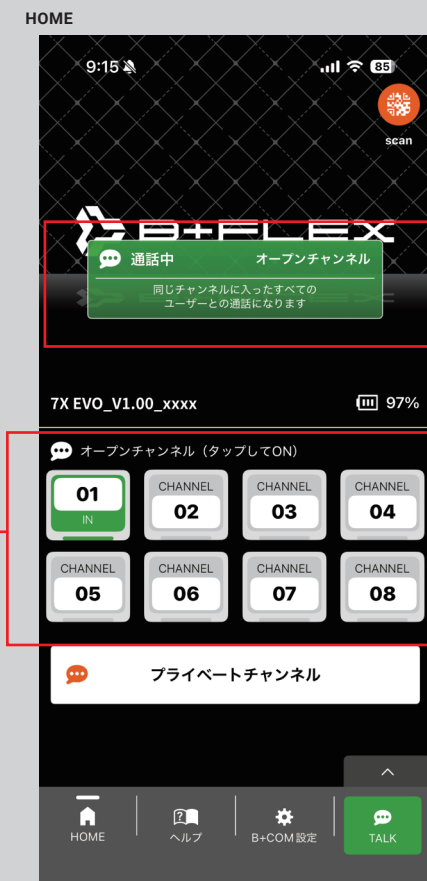 HOME
9:15
85
scan
B+FLEX
通話中 オープンチャンネル
同じチャンネルに入ったすべての
ユーザーとの通話になります
7X EVO_V1.00_xxxx 97%
オープンチャンネル（タップしてON）
01 IN
CHANNEL 02
CHANNEL 03
CHANNEL 04
CHANNEL 05
CHANNEL 06
CHANNEL 07
CHANNEL 08
プライベートチャンネル
HOME
ヘルプ
B+COM 設定
TALK